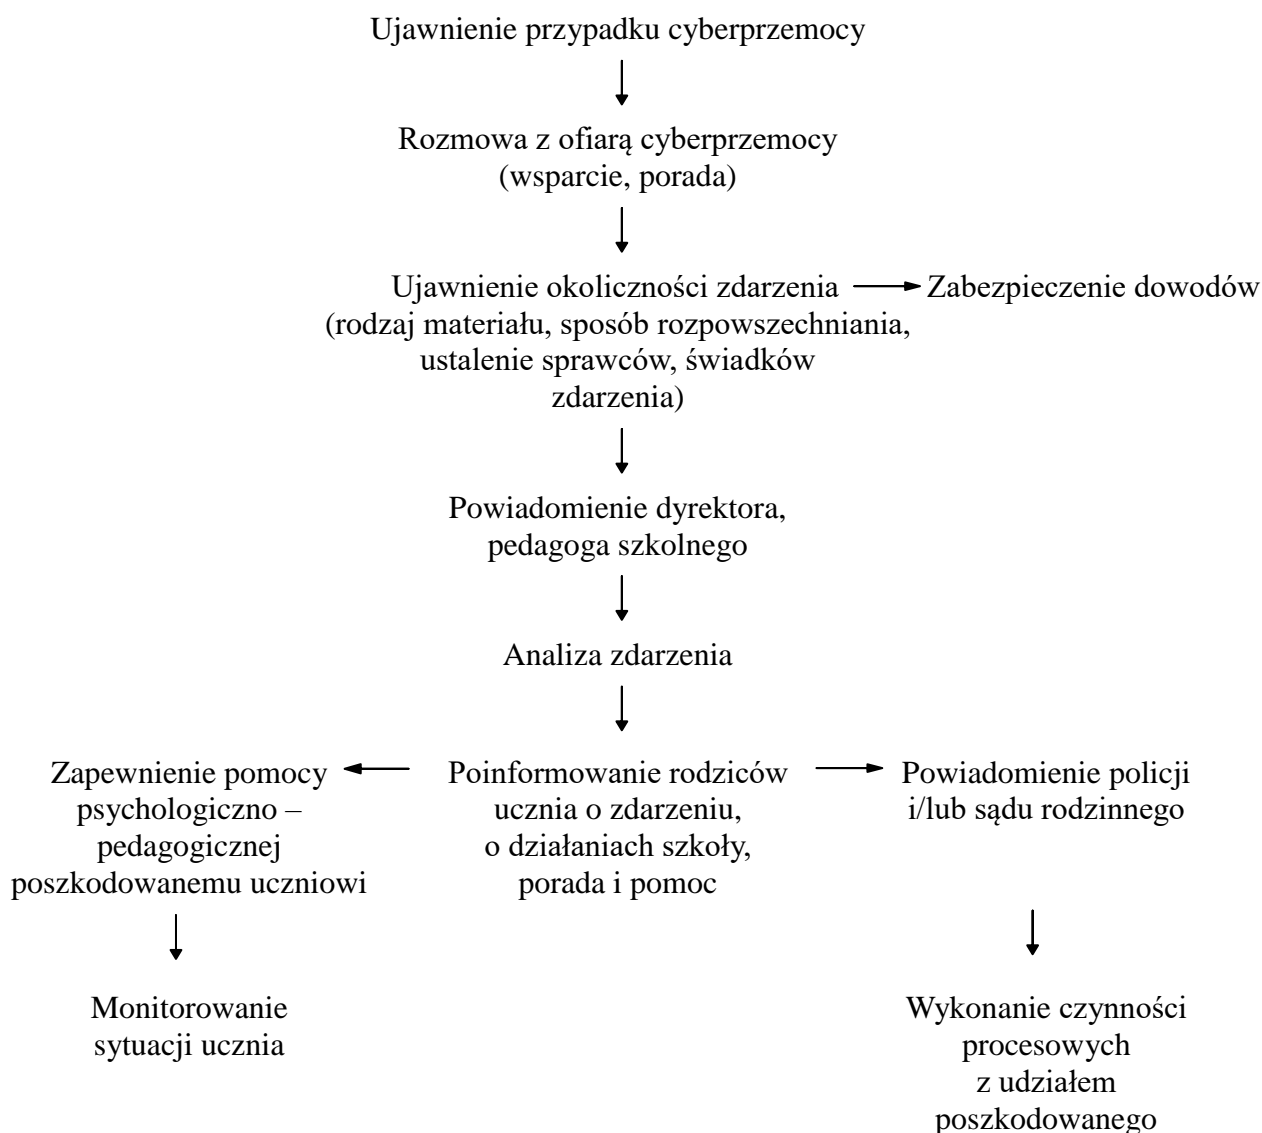 Ujawnienie przypadku cyberprzemocy
Rozmowa z ofiarą cyberprzemocy
(wsparcie, porada)
Ujawnienie okoliczności zdarzenia
(rodzaj materiału, sposób rozpowszechniania,
ustalenie sprawców, świadków
zdarzenia)
Zabezpieczenie dowodów
Powiadomienie dyrektora,
pedagoga szkolnego
Analiza zdarzenia
Zapewnienie pomocy
psychologiczno –
pedagogicznej
poszkodowanemu uczniowi
Poinformowanie rodziców
ucznia o zdarzeniu,
o działaniach szkoły,
porada i pomoc
Powiadomienie policji
i/lub sądu rodzinnego
Monitorowanie
sytuacji ucznia
Wykonanie czynności
procesowych
z udziałem
poszkodowanego